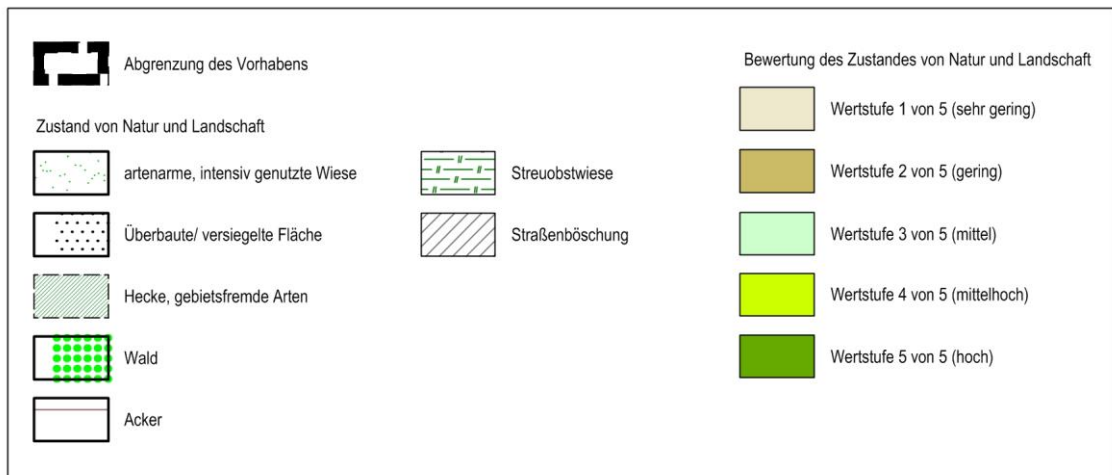 Abgrenzung des Vorhabens
Zustand von Natur und Landschaft
artenarme, intensiv genutzte Wiese
Überbaute/ versiegelte Fläche
Hecke, gebietsfremde Arten
Wald
Acker
Streuobstwiese
Straßenböschung
Bewertung des Zustandes von Natur und Landschaft
Wertstufe 1 von 5 (sehr gering)
Wertstufe 2 von 5 (gering)
Wertstufe 3 von 5 (mittel)
Wertstufe 4 von 5 (mittelhoch)
Wertstufe 5 von 5 (hoch)